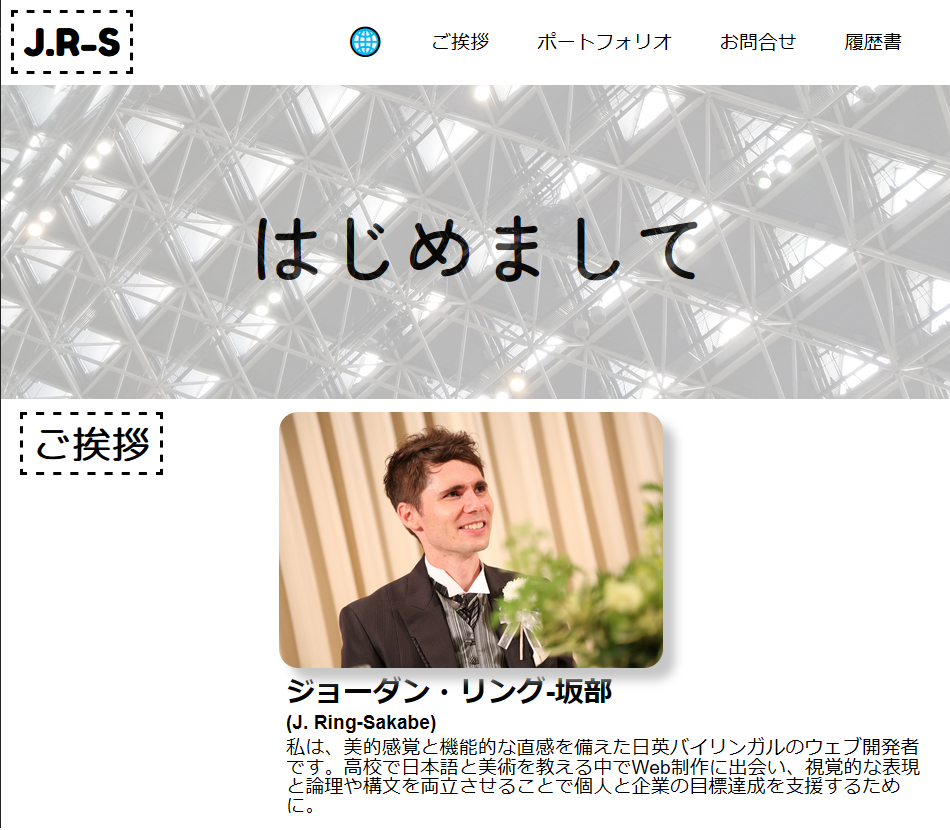 J.R-S
ご挨拶
ポートフォリオ
お問合せ
履歴書
はじめまして
ご挨拶
ジョーダン・リング-坂部
(J. Ring-Sakabe)
私は、美的感覚と機能的な直感を備えた日英バイリンガルのウェブ開発者
です。高校で日本語と美術を教える中でWeb制作に出会い、視覚的な表現
と論理や構文を両立させることで個人と企業の目標達成を支援するため
に。